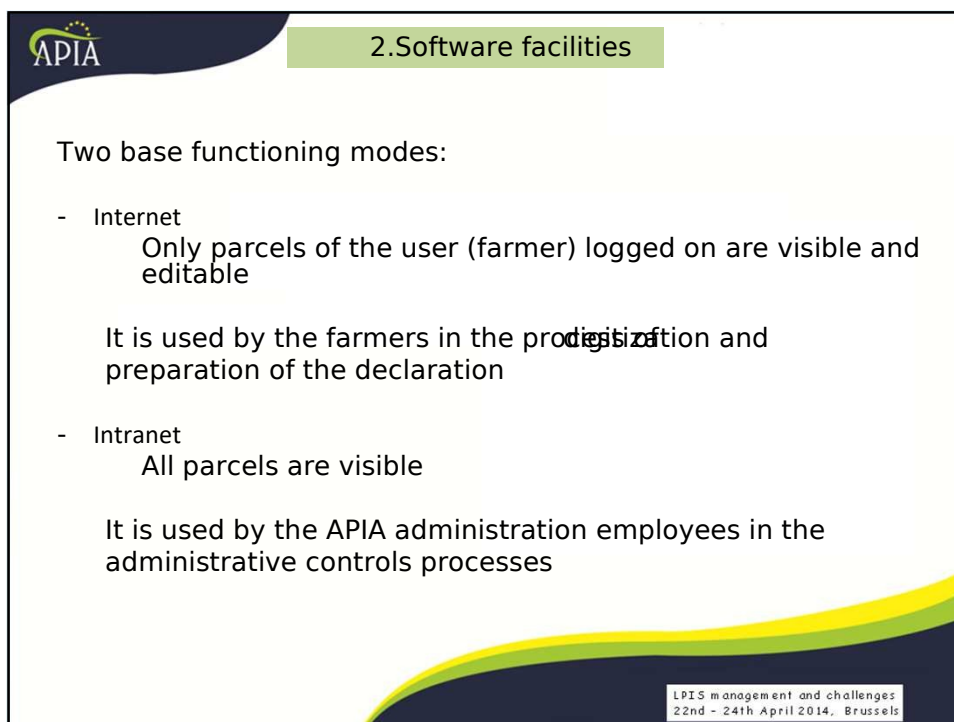 APIA
2.Software facilities
Two base functioning modes:
- Internet
Only parcels of the user (farmer) logged on are visible and
editable
It is used by the farmers in the process of digitization and
preparation of the declaration
- Intranet
All parcels are visible
It is used by the APIA administration employees in the
administrative controls processes
LPIS management and challenges
22nd - 24th April 2014, Brussels